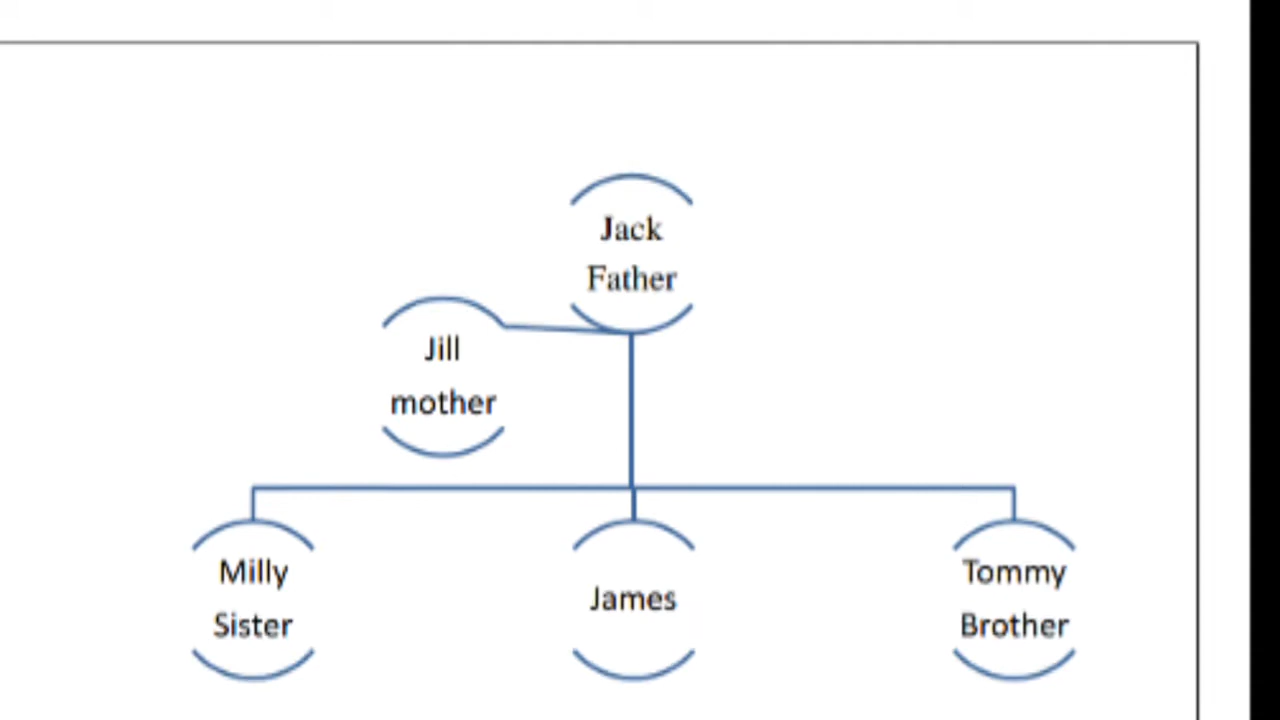 Jack
Father
Jill
mother
Milly
Sister
James
Tommy
Brother